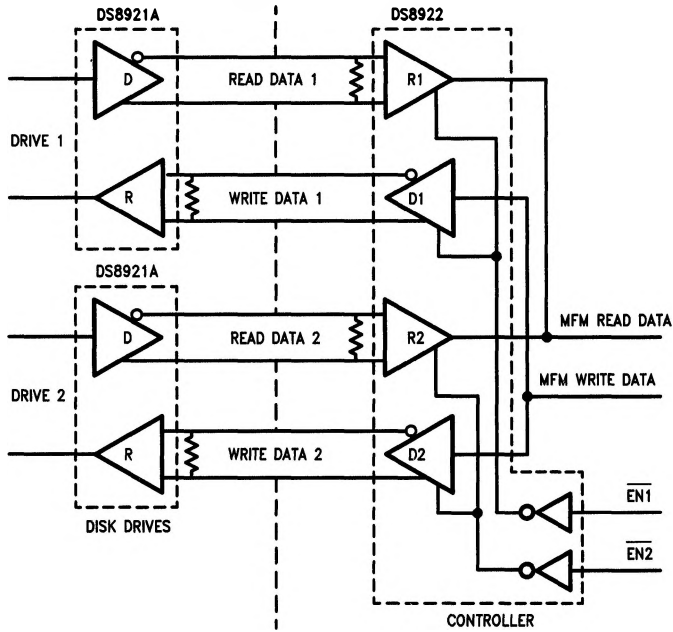 DS8921A
DS8922
D
READ DATA 1
R1
DRIVE 1
R
WRITE DATA 1
D1
DS8921A
D
READ DATA 2
R2
MFM READ DATA
MFM WRITE DATA
DRIVE 2
R
WRITE DATA 2
D2
EN1
DISK DRIVES
EN2
CONTROLLER